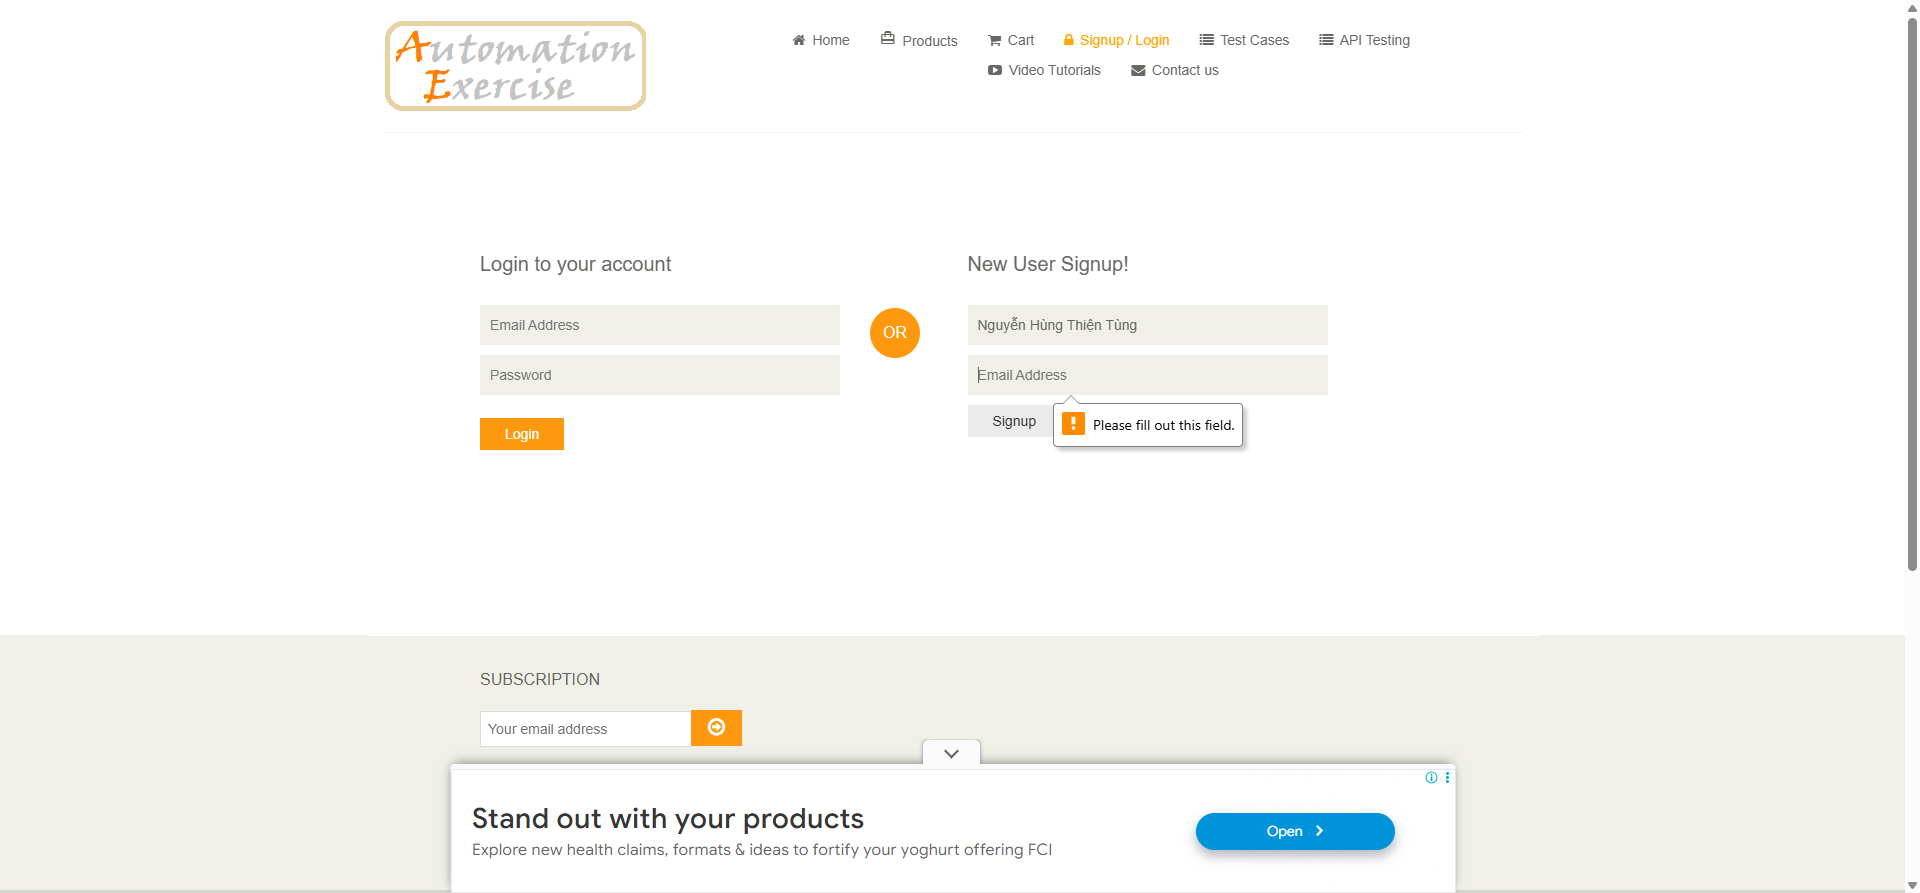 Automation
Exercise
Home
Products
Cart
Signup / Login
Test Cases
API Testing
Video Tutorials
Contact us
Login to your account
Email Address
Password
Login
OR
New User Signup!
Nguyễn Hùng Thiện Tùng
Email Address
Signup
Please fill out this field.
SUBSCRIPTION
Your email address
Stand out with your products
Explore new health claims, formats & ideas to fortify your yoghurt offering FCI
Open